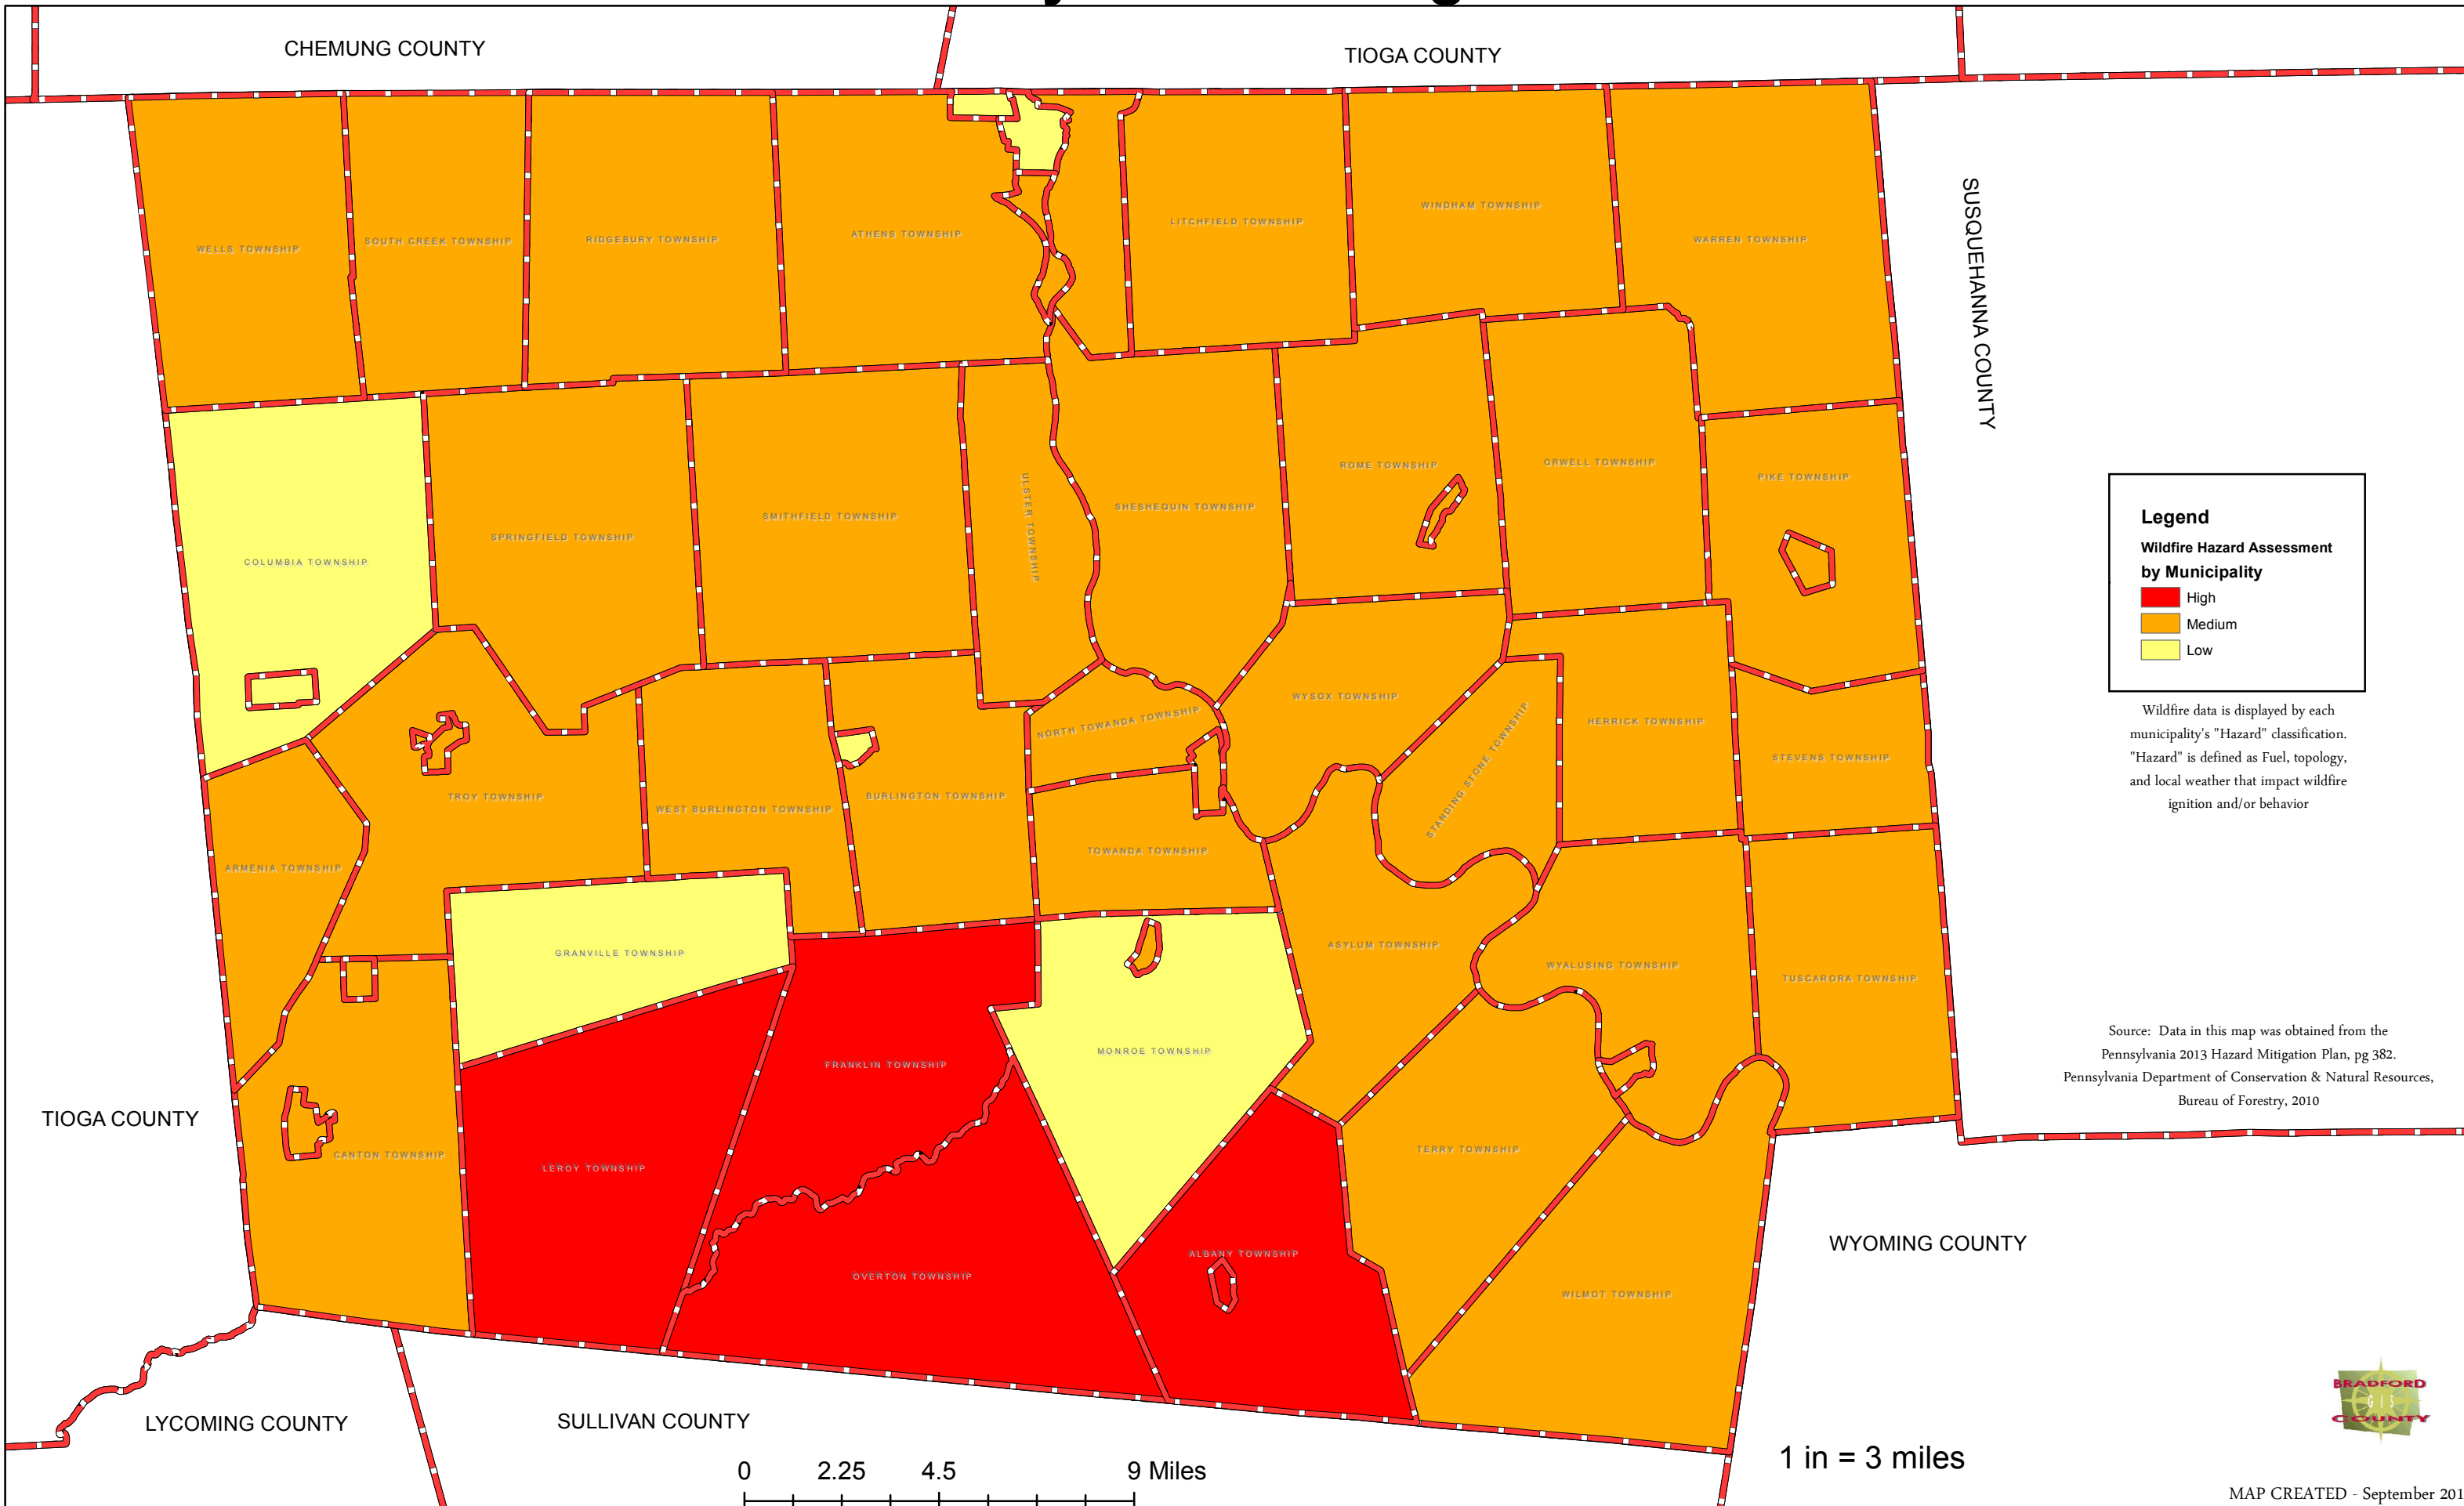 CHEMUNG COUNTY
TIOGA COUNTY
SUSQUEHANNA COUNTY
WELLS TOWNSHIP
SOUTH CREEK TOWNSHIP
RIDGEBURY TOWNSHIP
ATHENS TOWNSHIP
LITCHFIELD TOWNSHIP
WINDHAM TOWNSHIP
WARREN TOWNSHIP
COLUMBIA TOWNSHIP
SPRINGFIELD TOWNSHIP
SMITHFIELD TOWNSHIP
ULSTER TOWNSHIP
SHESHEQUIN TOWNSHIP
ROME TOWNSHIP
ORWELL TOWNSHIP
PIKE TOWNSHIP
Legend
Wildfire Hazard Assessment
by Municipality
High
Medium
Low
Wildfire data is displayed by each
municipality's "Hazard" classification.
"Hazard" is defined as Fuel, topology,
and local weather that impact wildfire
ignition and/or behavior
TROY TOWNSHIP
WEST BURLINGTON TOWNSHIP
BURLINGTON TOWNSHIP
NORTH TOWANDA TOWNSHIP
WYSOX TOWNSHIP
STANDING STONE TOWNSHIP
HERRICK TOWNSHIP
STEVENS TOWNSHIP
ARMENIA TOWNSHIP
TOWANDA TOWNSHIP
GRANVILLE TOWNSHIP
ASYLUM TOWNSHIP
WYALUSING TOWNSHIP
TUSCARORA TOWNSHIP
FRANKLIN TOWNSHIP
MONROE TOWNSHIP
Source: Data in this map was obtained from the
Pennsylvania 2013 Hazard Mitigation Plan, pg 382.
Pennsylvania Department of Conservation & Natural Resources,
Bureau of Forestry, 2010
TIOGA COUNTY
CANTON TOWNSHIP
LEROY TOWNSHIP
TERRY TOWNSHIP
OVERTON TOWNSHIP
ALBANY TOWNSHIP
WILMOT TOWNSHIP
WYOMING COUNTY
LYCOMING COUNTY
SULLIVAN COUNTY
0 2.25 4.5 9 Miles
1 in = 3 miles
BRADFORD
GIS
COUNTY
MAP CREATED - September 201